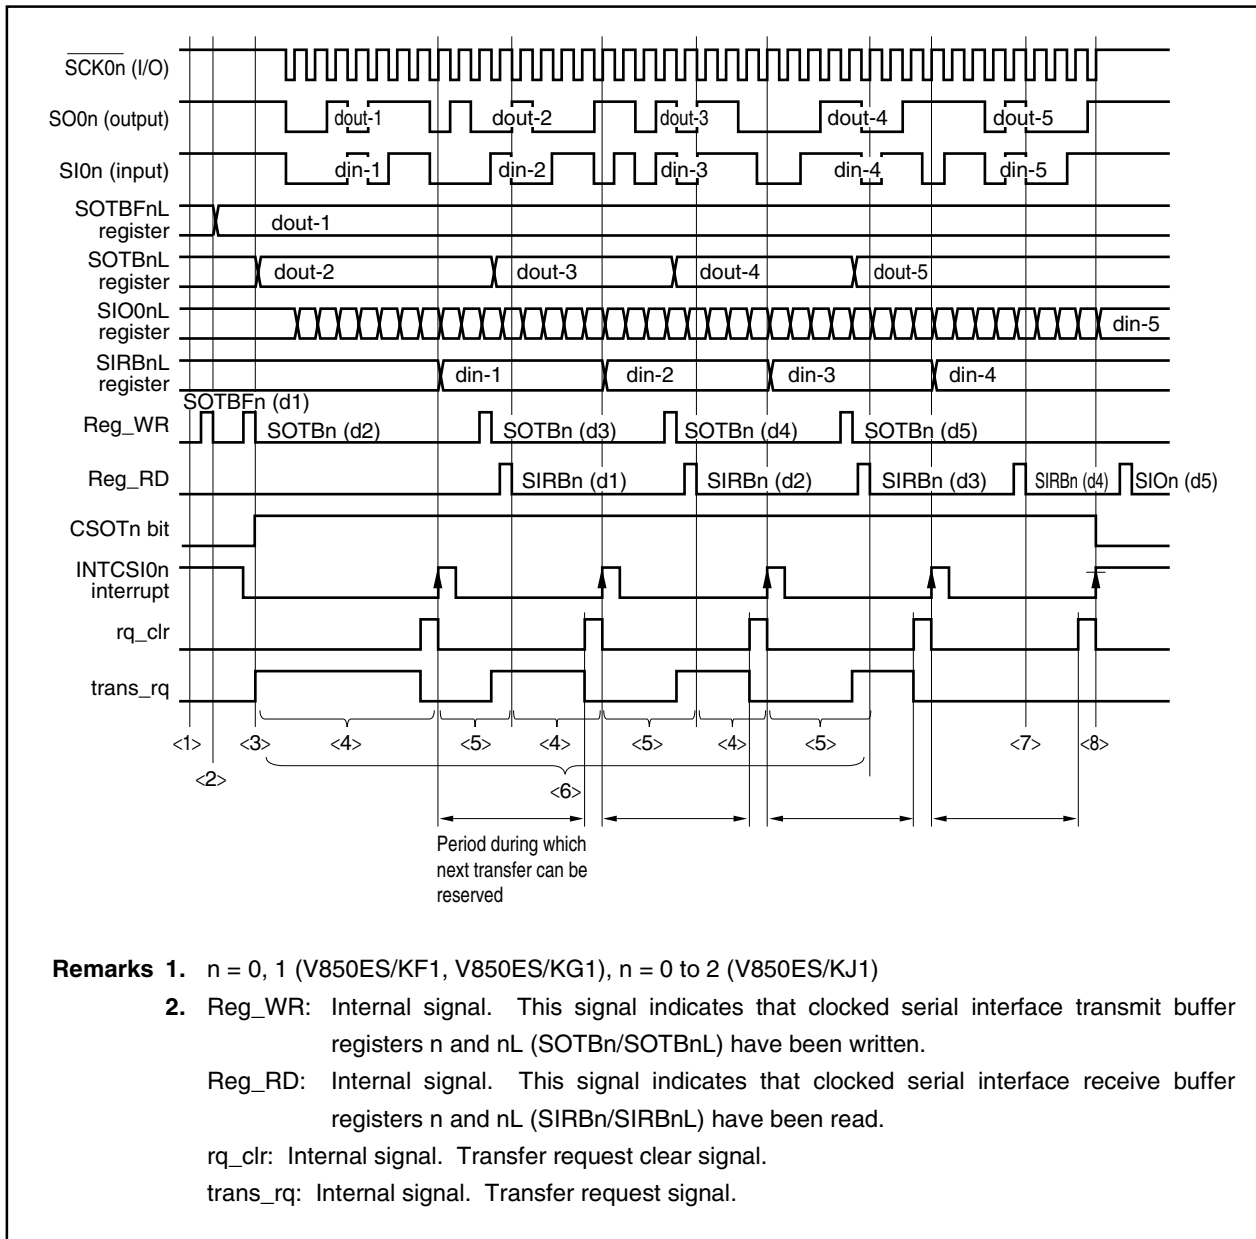 SCK0n (I/O)
SO0n (output)
dout-1 dout-2 dout-3 dout-4 dout-5
SI0n (input)
din-1 din-2 din-3 din-4 din-5
SOTBFnL
register
dout-1
SOTBnL
register
dout-2 dout-3 dout-4 dout-5
SIO0nL
register
din-5
SIRBnL
register
din-1 din-2 din-3 din-4
SOTBFn (d1)
Reg_WR
SOTBn (d2) SOTBn (d3) SOTBn (d4) SOTBn (d5)
Reg_RD
SIRBn (d1) SIRBn (d2) SIRBn (d3) SIRBn (d4) SIOn (d5)
CSOTn bit
INTCSI0n
interrupt
rq_clr
trans_rq
<1> <3> <4> <5> <4> <5> <4> <5> <7> <8>
<2>
<6>
Period during which
next transfer can be
reserved
Remarks 1. n = 0, 1 (V850ES/KF1, V850ES/KG1), n = 0 to 2 (V850ES/KJ1)
2. Reg_WR: Internal signal. This signal indicates that clocked serial interface transmit buffer
registers n and nL (SOTBn/SOTBnL) have been written.
Reg_RD: Internal signal. This signal indicates that clocked serial interface receive buffer
registers n and nL (SIRBn/SIRBnL) have been read.
rq_clr: Internal signal. Transfer request clear signal.
trans_rq: Internal signal. Transfer request signal.